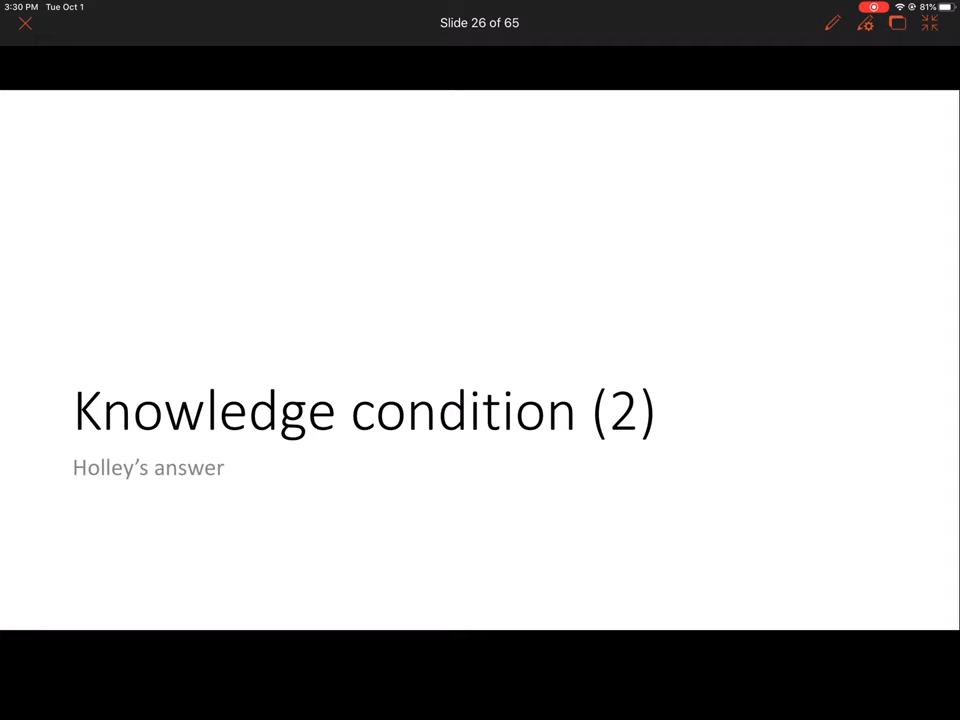 3:30 PM Tue Oct 1
81%
Slide 26 of 65
Knowledge condition (2)
Holley’s answer